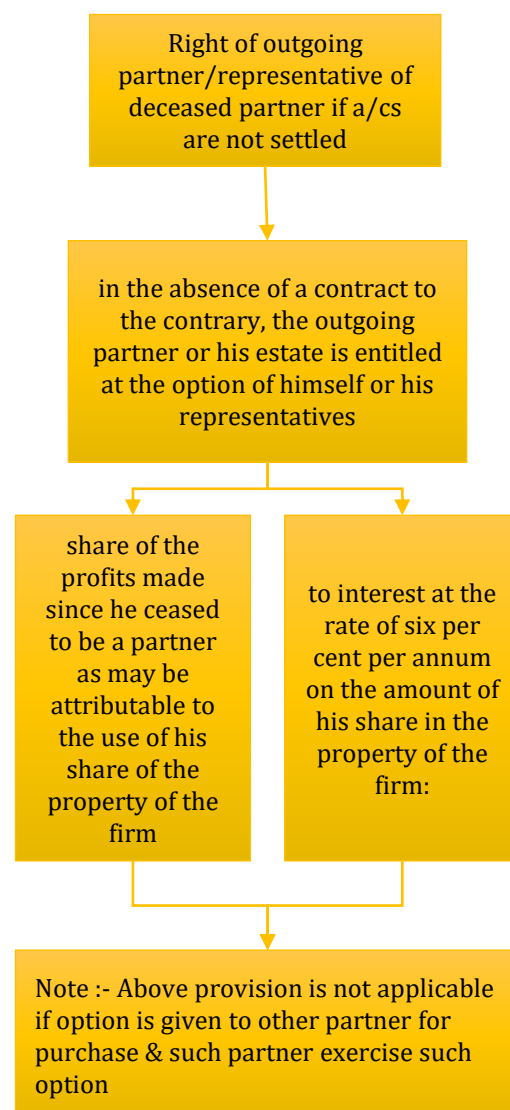 Right of outgoing
partner/representative of
deceased partner if a/cs
are not settled
in the absence of a contract to
the contrary, the outgoing
partner or his estate is entitled
at the option of himself or his
representatives
share of the
profits made
since he ceased
to be a partner
as may be
attributable to
the use of his
share of the
property of the
firm
to interest at the
rate of six per
cent per annum
on the amount of
his share in the
property of the
firm:
Note :- Above provision is not applicable
if option is given to other partner for
purchase & such partner exercise such
option